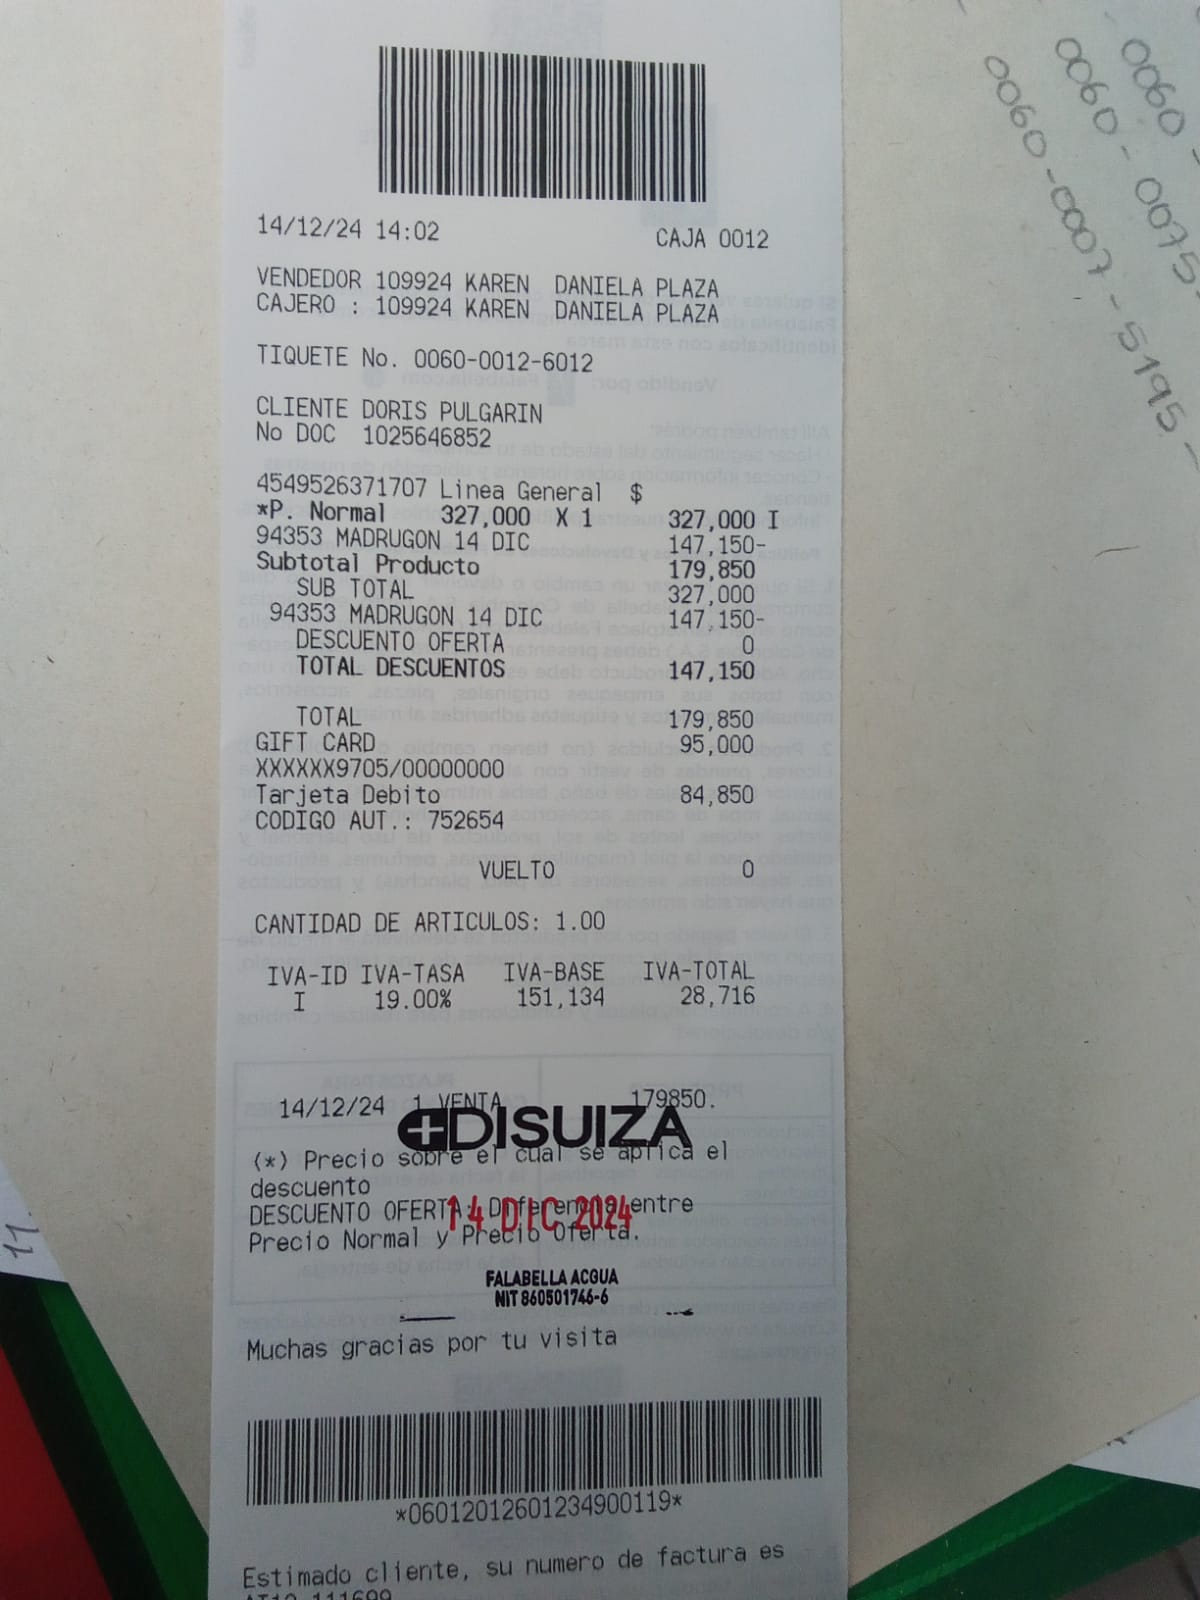 14/12/24 14:02 CAJA 0012
VENDEDOR 109924 KAREN DANIELA PLAZA
CAJERO : 109924 KAREN DANIELA PLAZA
TIQUETE No. 0060-0012-6012
CLIENTE DORIS PULGARIN
No DOC 1025646852
4549526371707 Linea General $
*P. Normal 327,000 X 1 327,000 I
94353 MADRUGON 14 DIC 147,150-
Subtotal Producto 179,850
SUB TOTAL 327,000
94353 MADRUGON 14 DIC 147,150-
DESCUENTO OFERTA 0
TOTAL DESCUENTOS 147,150
TOTAL 179,850
GIFT CARD 95,000
XXXXXX9705/00000000
Tarjeta Debito 84,850
CODIGO AUT.: 752654
VUELTO 0
CANTIDAD DE ARTICULOS: 1.00
IVA-ID IVA-TASA IVA-BASE IVA-TOTAL
I 19.00% 151,134 28,716
14/12/24 1 VENTA 179850.
DISUIZA
(*) Precio sobre el cual se aplica el
descuento
DESCUENTO OFERTA: Diferencia entre
14 DIC 2024
Precio Normal y Precio Oferta.
FALABELLA ACQUA
NIT 860501746-6
Muchas gracias por tu visita
*06012012601234900119*
Estimado cliente, su numero de factura es
0060
0060 - 0075-
0060-0007-5195-
11